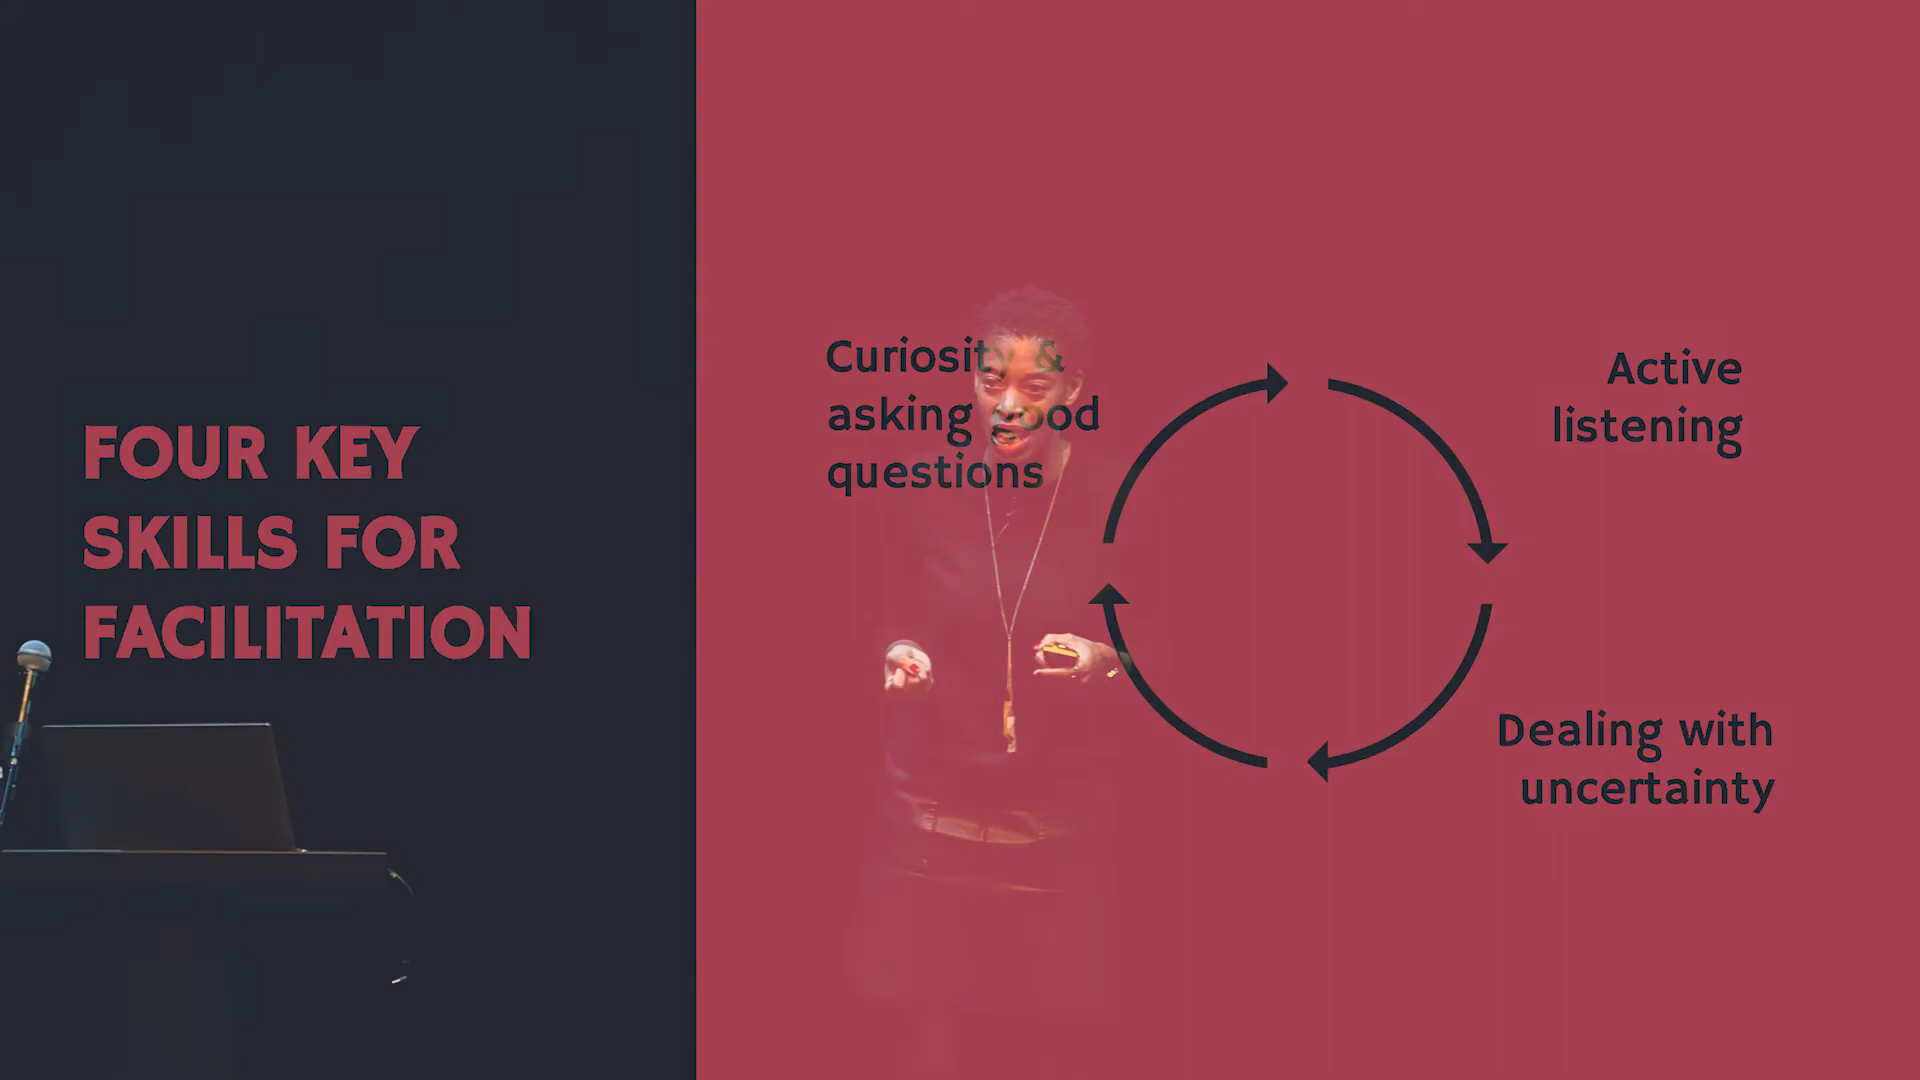 FOUR KEY
SKILLS FOR
FACILITATION
Curiosity &
asking good
questions
Active
listening
Dealing with
uncertainty